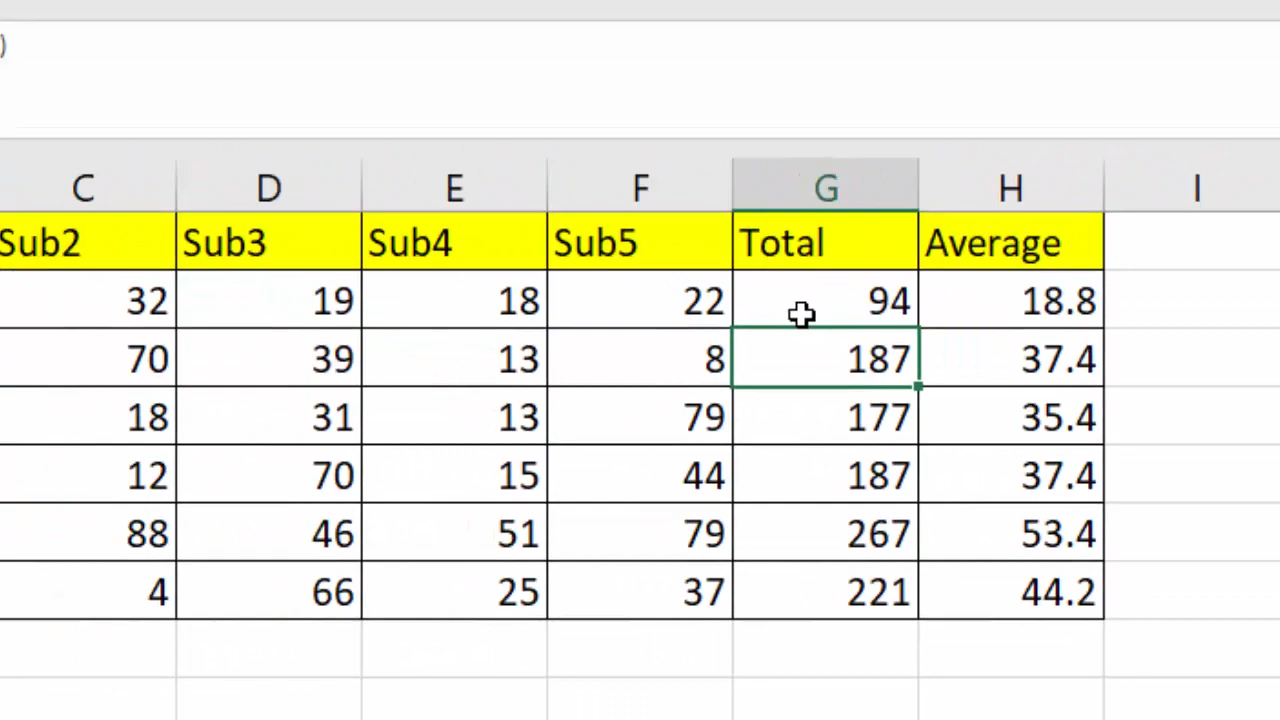 )
C D E F G H I
Sub2 Sub3 Sub4 Sub5 Total Average
32 19 18 22 94 18.8
70 39 13 8 187 37.4
18 31 13 79 177 35.4
12 70 15 44 187 37.4
88 46 51 79 267 53.4
4 66 25 37 221 44.2